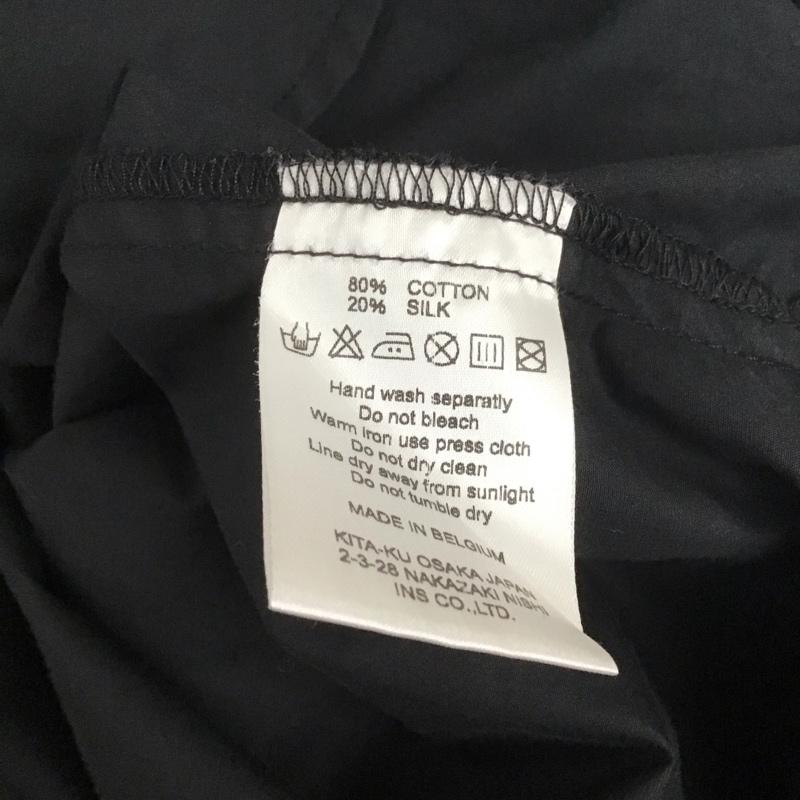 80% COTTON
20% SILK
Hand wash separatly
Do not bleach
Warm iron use press cloth
Do not dry clean
Line dry away from sunlight
Do not tumble dry
MADE IN BELGIUM
KITA-KU OSAKA JAPAN
2-3-28 NAKAZAKI NISHI
INS CO.,LTD.